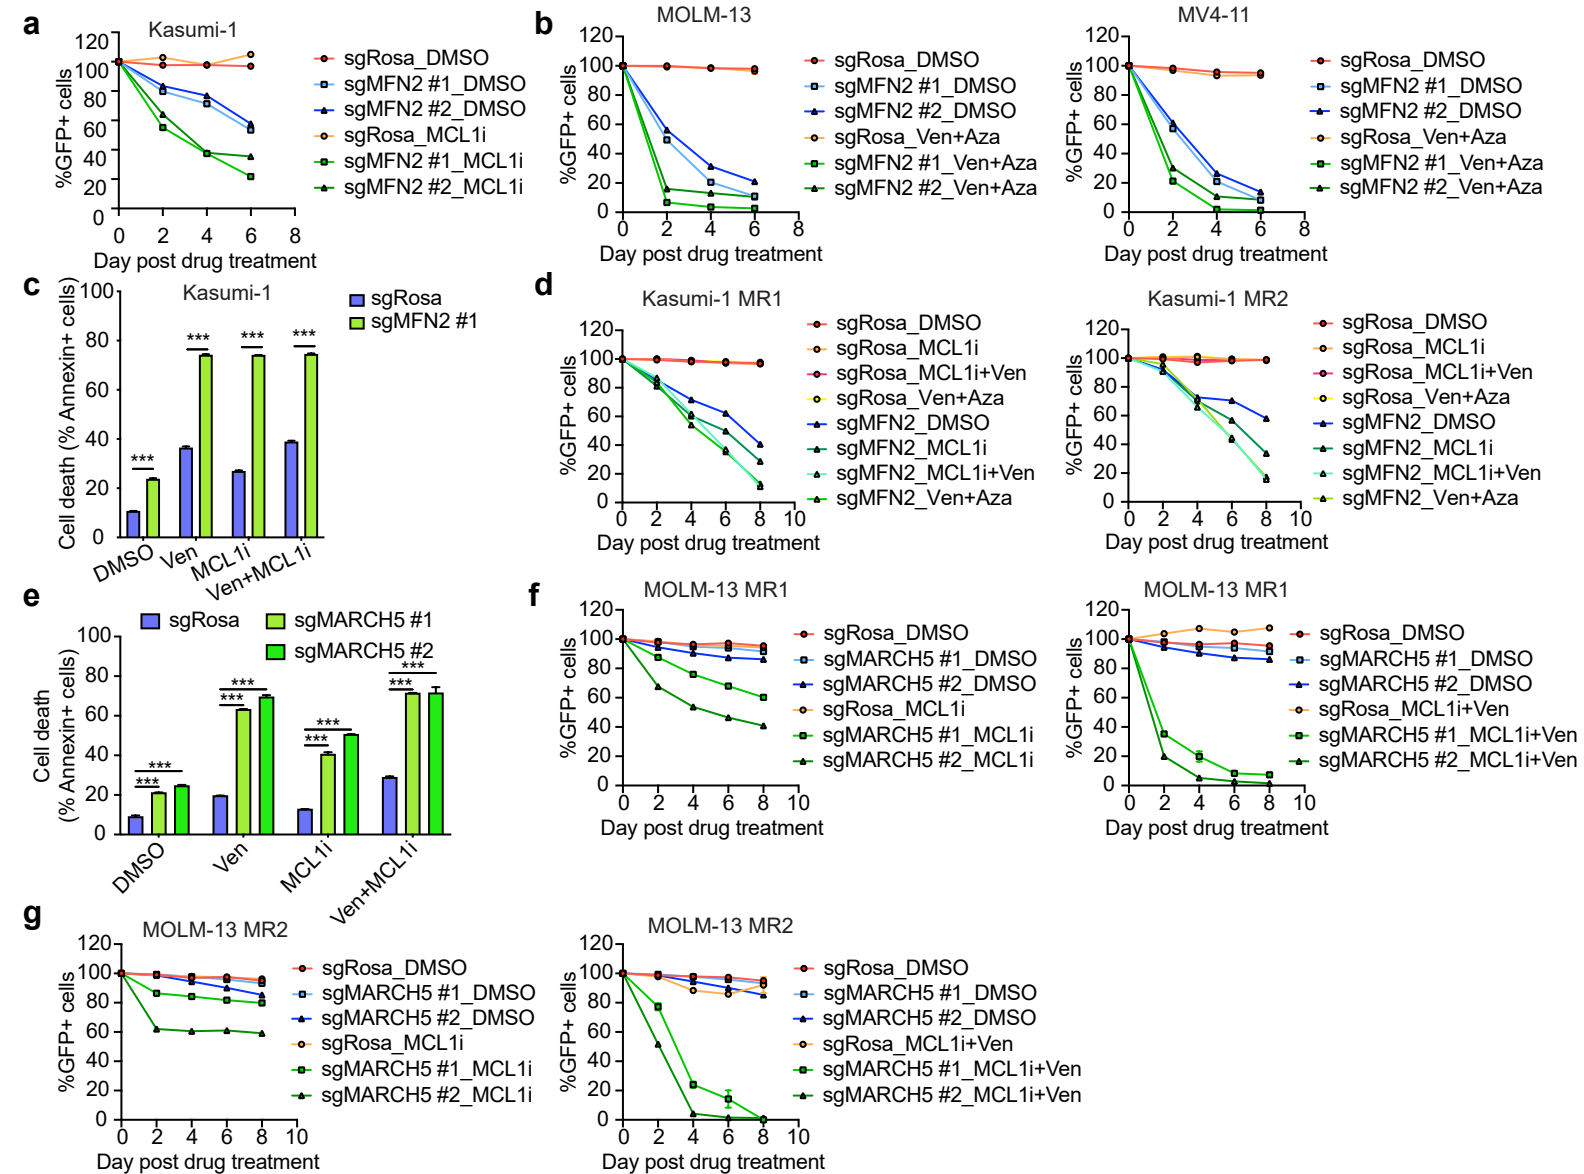 a
Kasumi-1
%GFP+ cells
120
100
80
60
40
20
0
0 2 4 6 8
Day post drug treatment
sgRosa_DMSO
sgMFN2 #1_DMSO
sgMFN2 #2_DMSO
sgRosa_MCL1i
sgMFN2 #1_MCL1i
sgMFN2 #2_MCL1i
b
MOLM-13
%GFP+ cells
120
100
80
60
40
20
0
0 2 4 6 8
Day post drug treatment
sgRosa_DMSO
sgMFN2 #1_DMSO
sgMFN2 #2_DMSO
sgRosa_Ven+Aza
sgMFN2 #1_Ven+Aza
sgMFN2 #2_Ven+Aza
MV4-11
%GFP+ cells
120
100
80
60
40
20
0
0 2 4 6 8
Day post drug treatment
sgRosa_DMSO
sgMFN2 #1_DMSO
sgMFN2 #2_DMSO
sgRosa_Ven+Aza
sgMFN2 #1_Ven+Aza
sgMFN2 #2_Ven+Aza
c
Kasumi-1
Cell death (% Annexin+ cells)
100
80
60
40
20
0
*** *** *** ***
DMSO Ven MCL1i Ven+MCL1i
sgRosa
sgMFN2 #1
d
Kasumi-1 MR1
%GFP+ cells
120
100
80
60
40
20
0
0 2 4 6 8 10
Day post drug treatment
sgRosa_DMSO
sgRosa_MCL1i
sgRosa_MCL1i+Ven
sgRosa_Ven+Aza
sgMFN2_DMSO
sgMFN2_MCL1i
sgMFN2_MCL1i+Ven
sgMFN2_Ven+Aza
Kasumi-1 MR2
%GFP+ cells
120
100
80
60
40
20
0
0 2 4 6 8 10
Day post drug treatment
sgRosa_DMSO
sgRosa_MCL1i
sgRosa_MCL1i+Ven
sgRosa_Ven+Aza
sgMFN2_DMSO
sgMFN2_MCL1i
sgMFN2_MCL1i+Ven
sgMFN2_Ven+Aza
e
sgRosa
sgMARCH5 #1
sgMARCH5 #2
Cell death
(% Annexin+ cells)
100
80
60
40
20
0
*** *** *** ***
*** *** *** ***
DMSO Ven MCL1i Ven+MCL1i
f
MOLM-13 MR1
%GFP+ cells
120
100
80
60
40
20
0
0 2 4 6 8 10
Day post drug treatment
sgRosa_DMSO
sgMARCH5 #1_DMSO
sgMARCH5 #2_DMSO
sgRosa_MCL1i
sgMARCH5 #1_MCL1i
sgMARCH5 #2_MCL1i
MOLM-13 MR1
%GFP+ cells
120
100
80
60
40
20
0
0 2 4 6 8 10
Day post drug treatment
sgRosa_DMSO
sgMARCH5 #1_DMSO
sgMARCH5 #2_DMSO
sgRosa_MCL1i+Ven
sgMARCH5 #1_MCL1i+Ven
sgMARCH5 #2_MCL1i+Ven
g
MOLM-13 MR2
%GFP+ cells
120
100
80
60
40
20
0
0 2 4 6 8 10
Day post drug treatment
sgRosa_DMSO
sgMARCH5 #1_DMSO
sgMARCH5 #2_DMSO
sgRosa_MCL1i
sgMARCH5 #1_MCL1i
sgMARCH5 #2_MCL1i
MOLM-13 MR2
%GFP+ cells
120
100
80
60
40
20
0
0 2 4 6 8 10
Day post drug treatment
sgRosa_DMSO
sgMARCH5 #1_DMSO
sgMARCH5 #2_DMSO
sgRosa_MCL1i+Ven
sgMARCH5 #1_MCL1i+Ven
sgMARCH5 #2_MCL1i+Ven